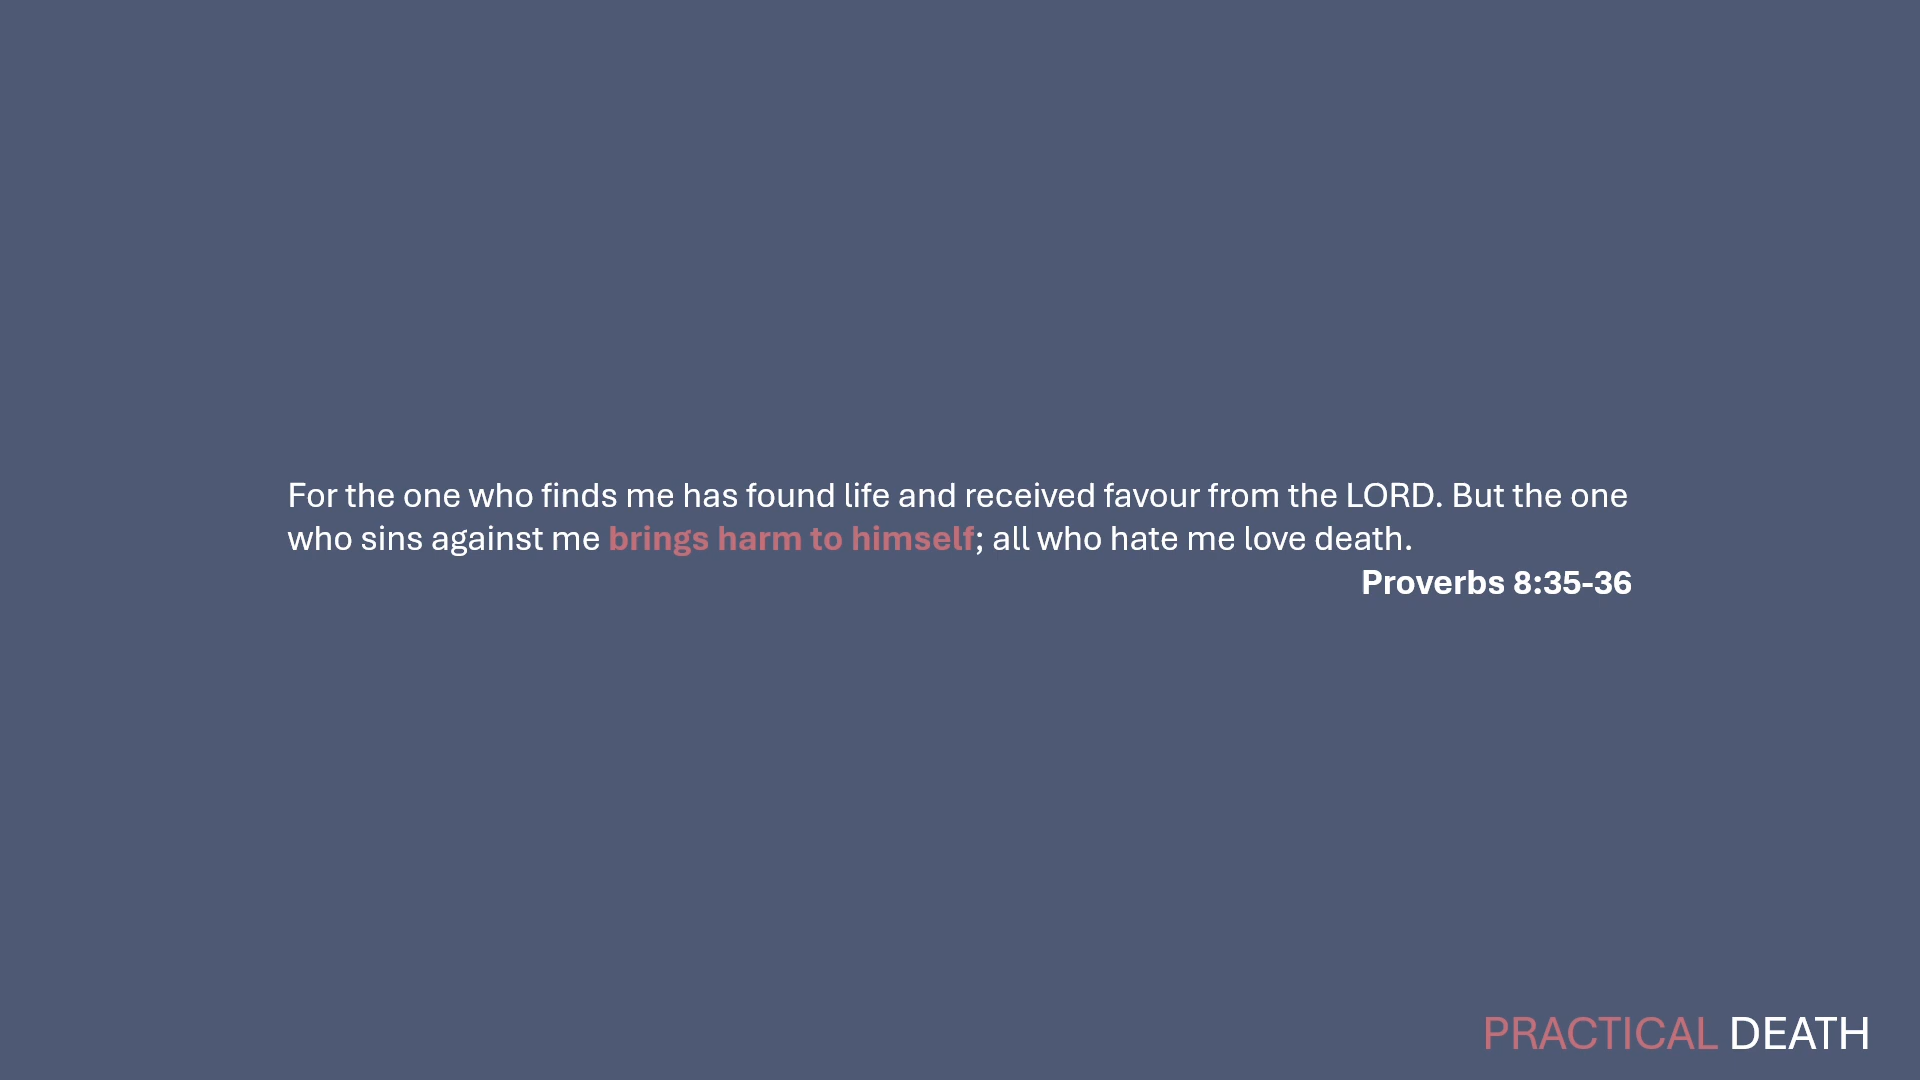 For the one who finds me has found life and received favour from the LORD. But the one
who sins against me brings harm to himself; all who hate me love death.
Proverbs 8:35-36
PRACTICAL DEATH